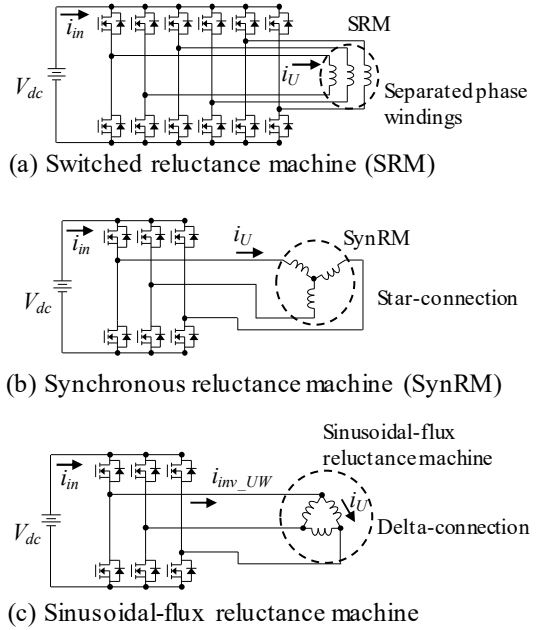 SRM
i_in
V_dc
i_U
Separated phase
windings
(a) Switched reluctance machine (SRM)
SynRM
i_in
i_U
V_dc
Star-connection
(b) Synchronous reluctance machine (SynRM)
Sinusoidal-flux
reluctance machine
i_in
i_inv_UW
i_U
V_dc
Delta-connection
(c) Sinusoidal-flux reluctance machine